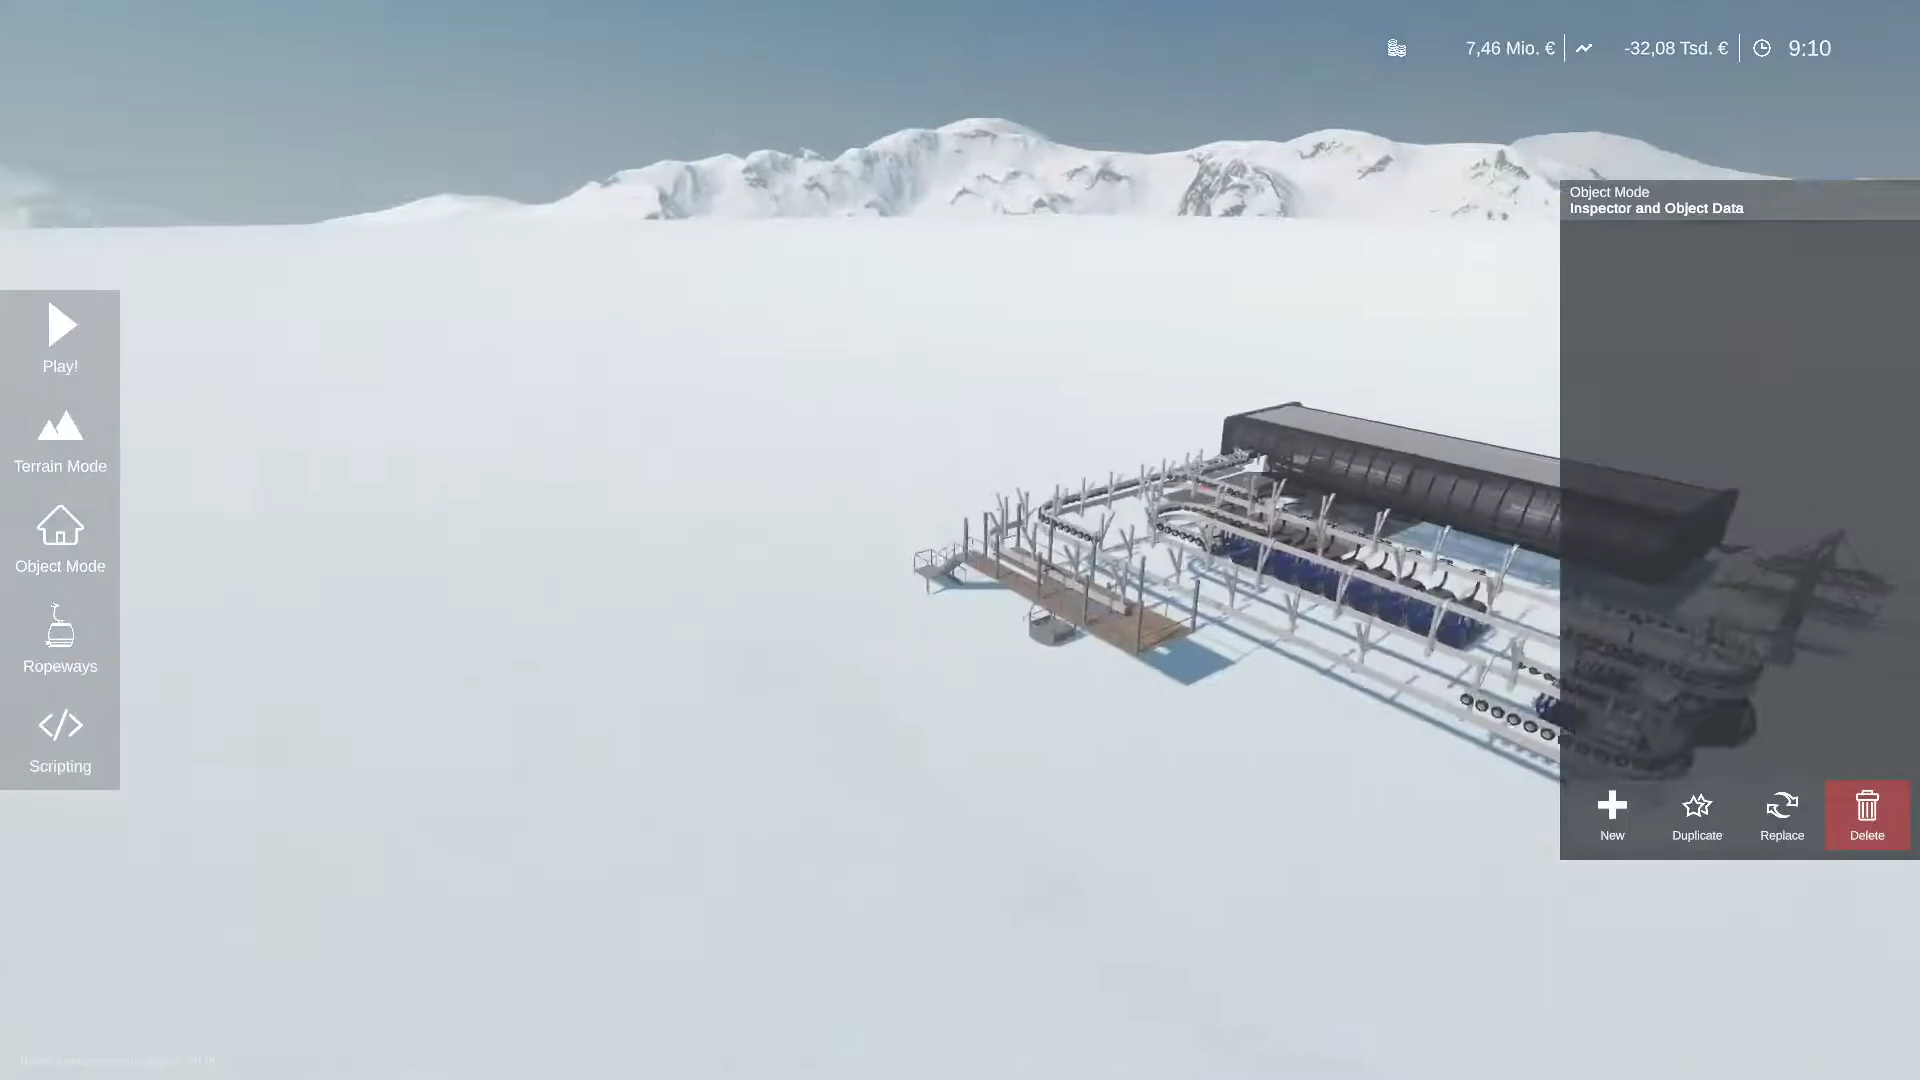 7,46 Mio. €
-32,08 Tsd. €
9:10
Object Mode
Inspector and Object Data
Play!
Terrain Mode
Object Mode
Ropeways
Scripting
New
Duplicate
Replace
Delete